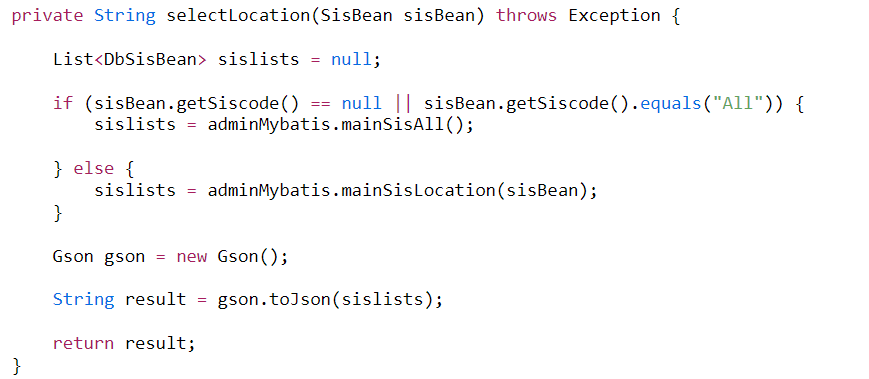 private String selectLocation(SisBean sisBean) throws Exception {
List<DbSisBean> sislists = null;
if (sisBean.getSiscode() == null || sisBean.getSiscode().equals("All")) {
sislists = adminMybatis.mainSisAll();
} else {
sislists = adminMybatis.mainSisLocation(sisBean);
}
Gson gson = new Gson();
String result = gson.toJson(sislists);
return result;
}